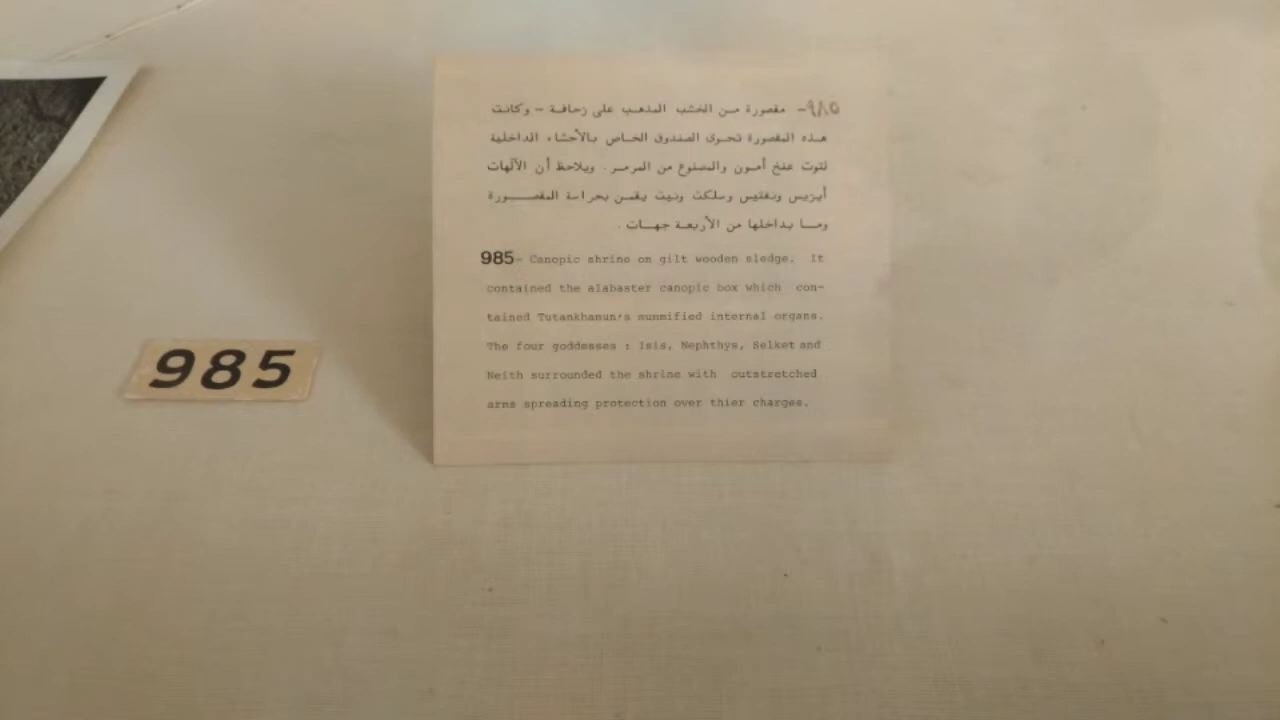 ٩٨٥- مقصورة من الخشب المذهب على زحافة - وكانت
هذه المقصورة تحوى الصندوق الخاص بالأحشاء الداخلية
لتوت عنخ أمون والمصنوع من المرمر . ويلاحظ أن الآلهات
أيزيس ونفتيس وسلكت ونيت يقمن بحراسة المقصـــورة
وما بداخلها من الأربعة جهات .
985- Canopic shrine on gilt wooden sledge. It
contained the alabaster canopic box which con-
tained Tutankhamun's mummified internal organs.
The four goddesses : Isis, Nephthys, Selket and
Neith surrounded the shrine with outstretched
arms spreading protection over thier charges.
985